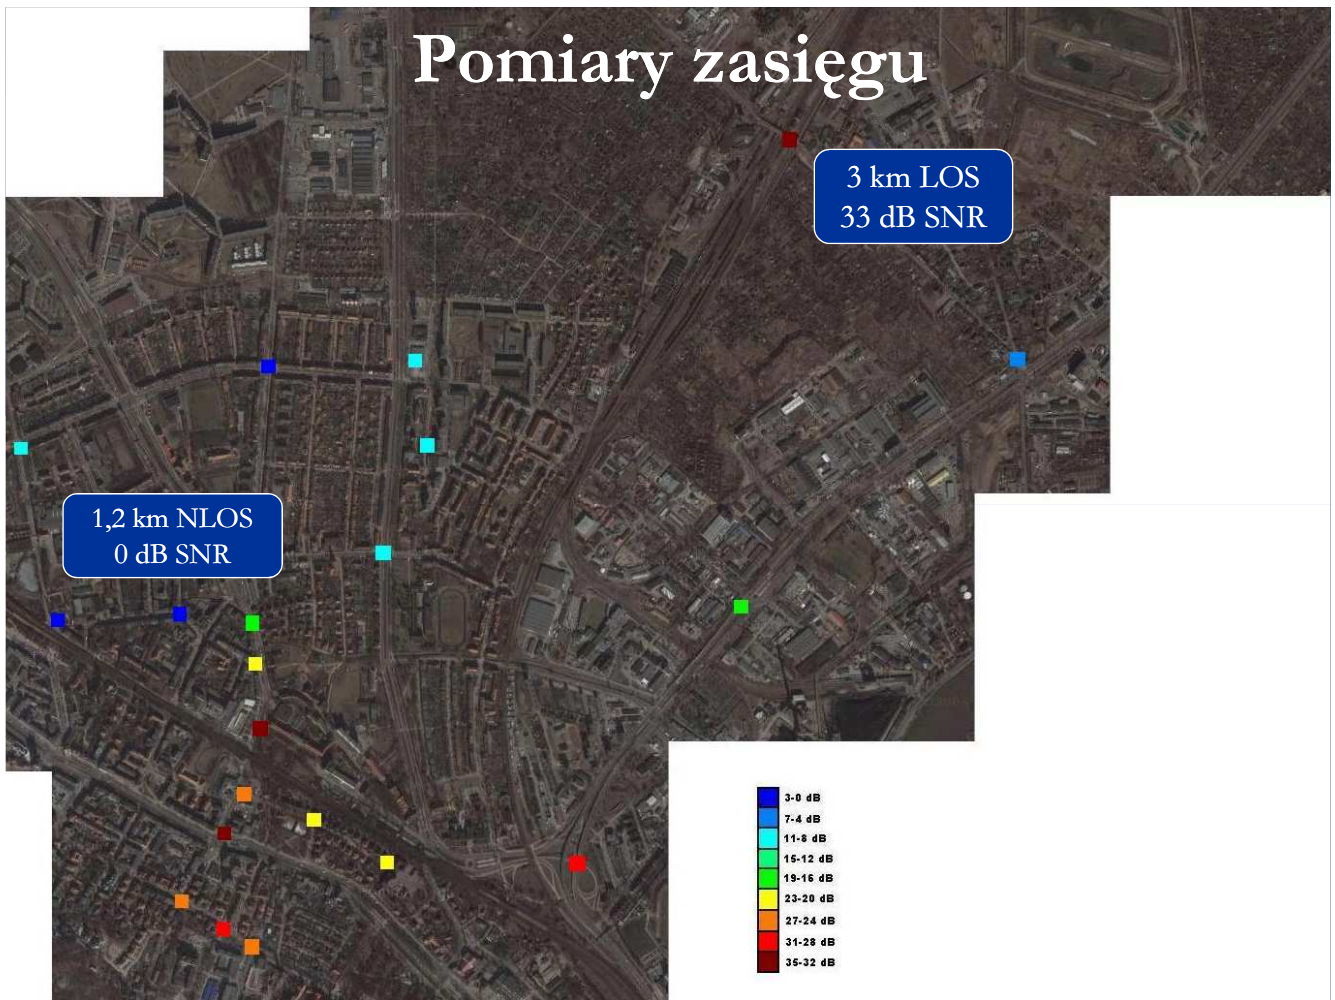 Pomiary zasięgu
3 km LOS
33 dB SNR
1,2 km NLOS
0 dB SNR
3-0 dB
7-4 dB
11-8 dB
15-12 dB
19-16 dB
23-20 dB
27-24 dB
31-28 dB
35-32 dB